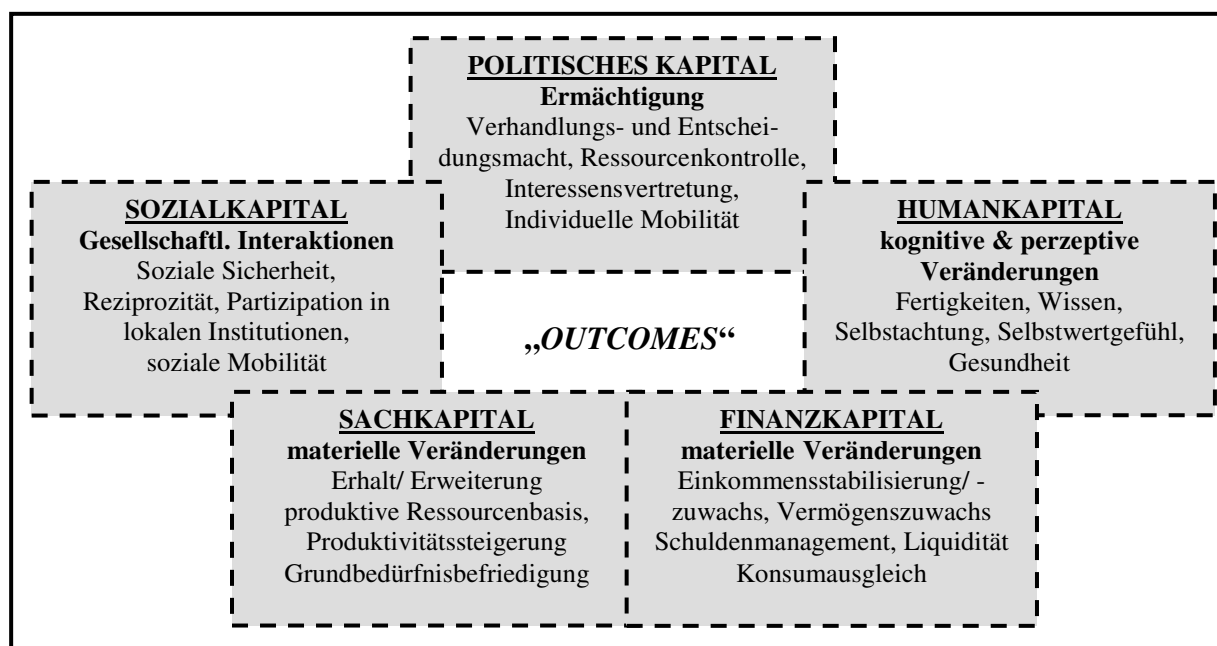 POLITISCHES KAPITAL
Ermächtigung
Verhandlungs- und Entschei-
dungsmacht, Ressourcenkontrolle,
Interessensvertretung,
Individuelle Mobilität
SOZIALKAPITAL
Gesellschaftl. Interaktionen
Soziale Sicherheit,
Reziprozität, Partizipation in
lokalen Institutionen,
soziale Mobilität
HUMANKAPITAL
kognitive & perzeptive
Veränderungen
Fertigkeiten, Wissen,
Selbstachtung, Selbstwertgefühl,
Gesundheit
„OUTCOMES“
SACHKAPITAL
materielle Veränderungen
Erhalt/ Erweiterung
produktive Ressourcenbasis,
Produktivitätssteigerung
Grundbedürfnisbefriedigung
FINANZKAPITAL
materielle Veränderungen
Einkommensstabilisierung/ -
zuwachs, Vermögenszuwachs
Schuldenmanagement, Liquidität
Konsumausgleich